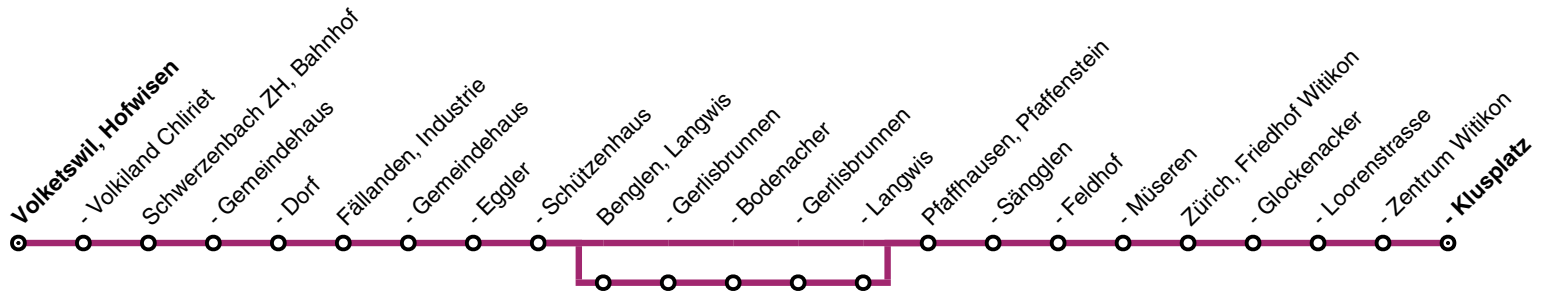 Volketswil, Hofwisen
- Volkiland Chliriet
Schwerzenbach ZH, Bahnhof
- Gemeindehaus
- Dorf
Fällanden, Industrie
- Gemeindehaus
- Eggler
- Schützenhaus
Benglen, Langwis
- Gerlisbrunnen
- Bodenacher
- Gerlisbrunnen
- Langwis
Pfaffhausen, Pfaffenstein
- Sängglen
- Feldhof
- Müseren
Zürich, Friedhof Witikon
- Glockenacker
- Loorenstrasse
- Zentrum Witikon
- Klusplatz